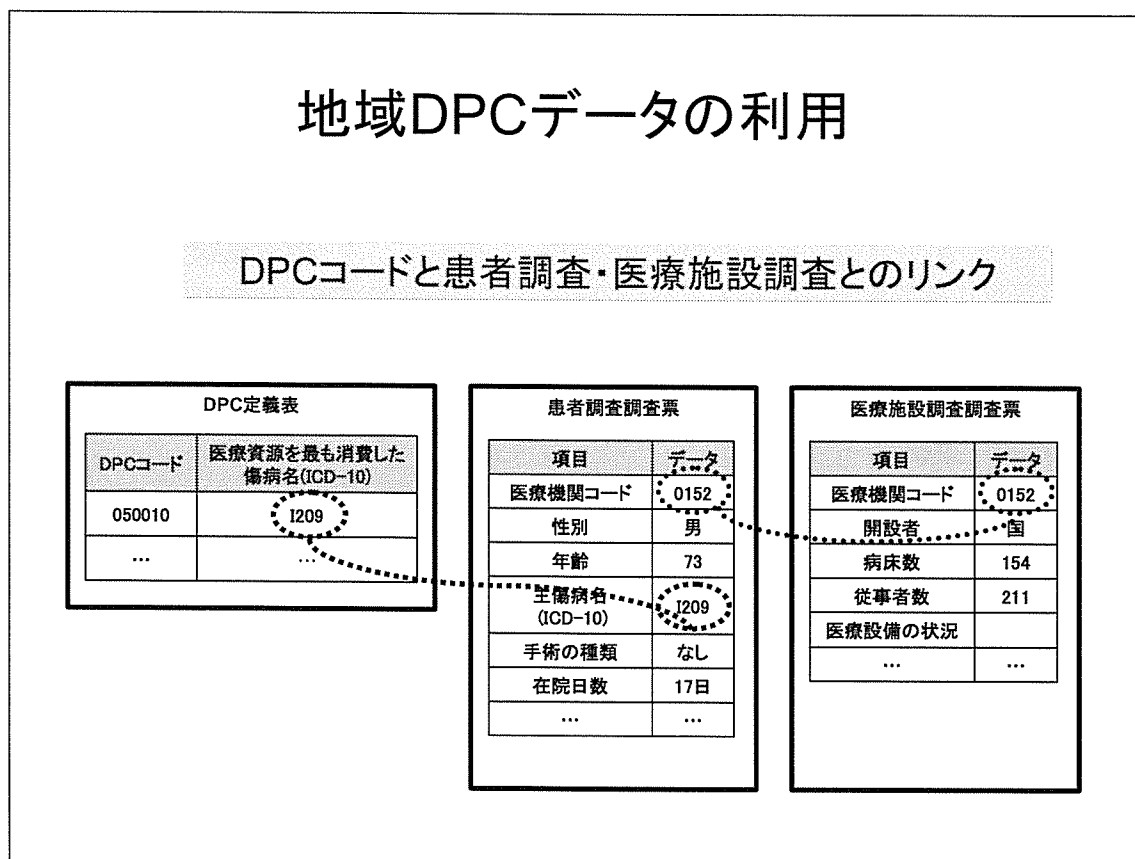 地域DPCデータの利用
DPCコードと患者調査・医療施設調査とのリンク
DPC定義表
DPCコード 医療資源を最も消費した
傷病名(ICD-10)
050010 I209
… …
患者調査調査票
項目 データ
医療機関コード 0152
性別 男
年齢 73
主傷病名
(ICD-10) I209
手術の種類 なし
在院日数 17日
… …
医療施設調査調査票
項目 データ
医療機関コード 0152
開設者 国
病床数 154
従事者数 211
医療設備の状況
… …